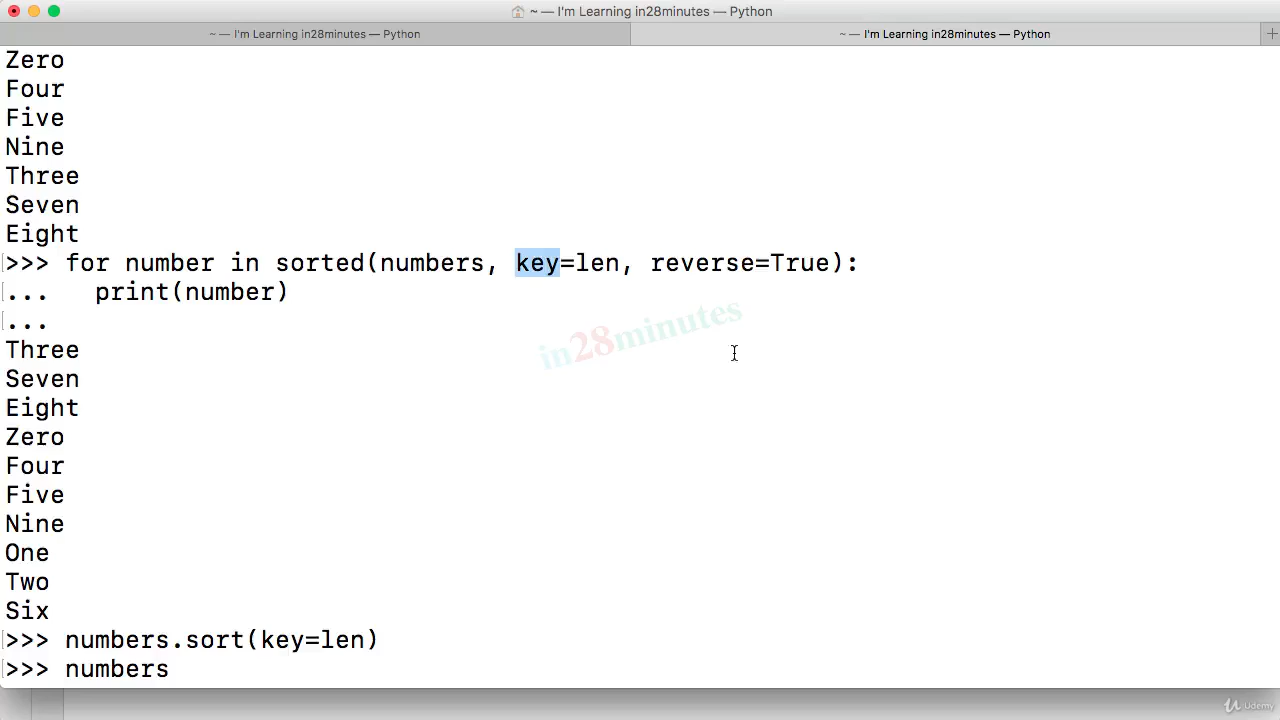 ~ — I'm Learning in28minutes — Python
~ — I'm Learning in28minutes — Python
~ — I'm Learning in28minutes — Python
Zero
Four
Five
Nine
Three
Seven
Eight
>>> for number in sorted(numbers, key=len, reverse=True):
...   print(number)
...
in28minutes
Three
Seven
Eight
Zero
Four
Five
Nine
One
Two
Six
>>> numbers.sort(key=len)
>>> numbers
Udemy